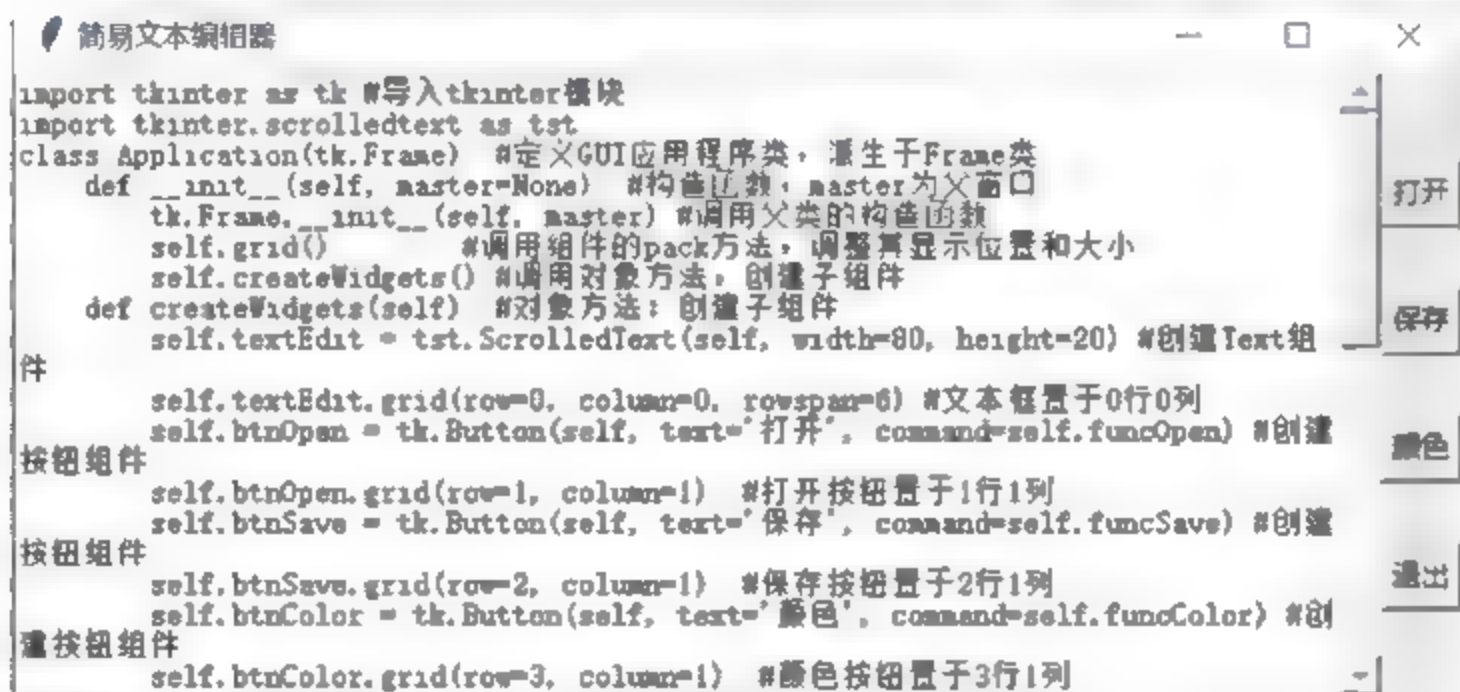 简易文本编辑器
import tkinter as tk #导入tkinter模块
import tkinter.scrolledtext as tst
class Application(tk.Frame) #定义GUI应用程序类，派生于Frame类
def __init__(self, master=None) #构造函数，master为父窗口
tk.Frame.__init__(self, master) #调用父类的构造函数
self.grid() #调用组件的pack方法，调整其显示位置和大小
self.createWidgets() #调用对象方法，创建子组件
def createWidgets(self) #对象方法：创建子组件
self.textEdit = tst.ScrolledText(self, width=80, height=20) #创建Text组
件
self.textEdit.grid(row=0, column=0, rowspan=6) #文本框置于0行0列
self.btnOpen = tk.Button(self, text='打开', command=self.funcOpen) #创建
按钮组件
self.btnOpen.grid(row=1, column=1) #打开按钮置于1行1列
self.btnSave = tk.Button(self, text='保存', command=self.funcSave) #创建
按钮组件
self.btnSave.grid(row=2, column=1) #保存按钮置于2行1列
self.btnColor = tk.Button(self, text='颜色', command=self.funcColor) #创
建按钮组件
self.btnColor.grid(row=3, column=1) #颜色按钮置于3行1列
打开
保存
颜色
退出